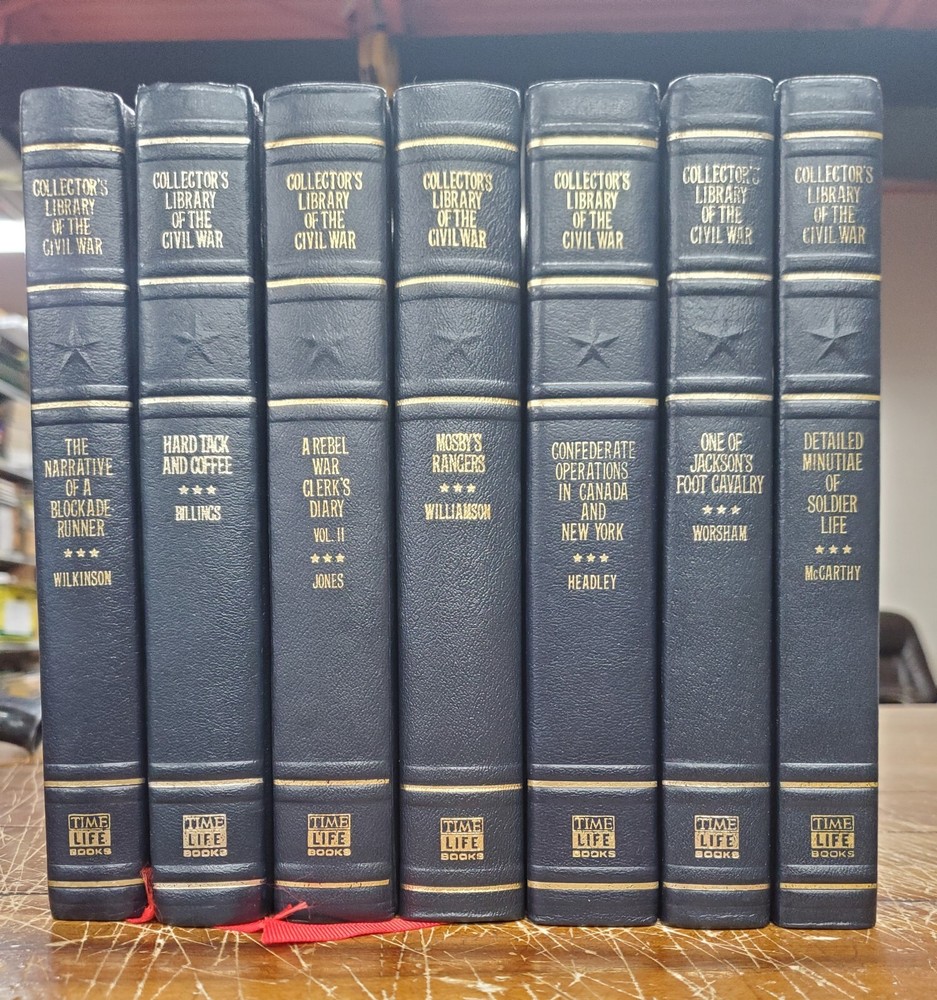 COLLECTOR'S
LIBRARY
OF THE
CIVIL WAR
THE
NARRATIVE
OF A
BLOCKADE-
RUNNER
WILKINSON
TIME
LIFE
BOOKS
COLLECTOR'S
LIBRARY
OF THE
CIVIL WAR
HARD TACK
AND COFFEE
BILLINGS
TIME
LIFE
BOOKS
COLLECTOR'S
LIBRARY
OF THE
CIVIL WAR
A REBEL
WAR
CLERK'S
DIARY
VOL. II
JONES
TIME
LIFE
BOOKS
COLLECTOR'S
LIBRARY
OF THE
CIVIL WAR
MOSBY'S
RANGERS
WILLIAMSON
TIME
LIFE
BOOKS
COLLECTOR'S
LIBRARY
OF THE
CIVIL WAR
CONFEDERATE
OPERATIONS
IN CANADA
AND
NEW YORK
HEADLEY
TIME
LIFE
BOOKS
COLLECTOR'S
LIBRARY
OF THE
CIVIL WAR
ONE OF
JACKSON'S
FOOT CAVALRY
WORSHAM
TIME
LIFE
BOOKS
COLLECTOR'S
LIBRARY
OF THE
CIVIL WAR
DETAILED
MINUTIAE
OF
SOLDIER
LIFE
McCARTHY
TIME
LIFE
BOOKS